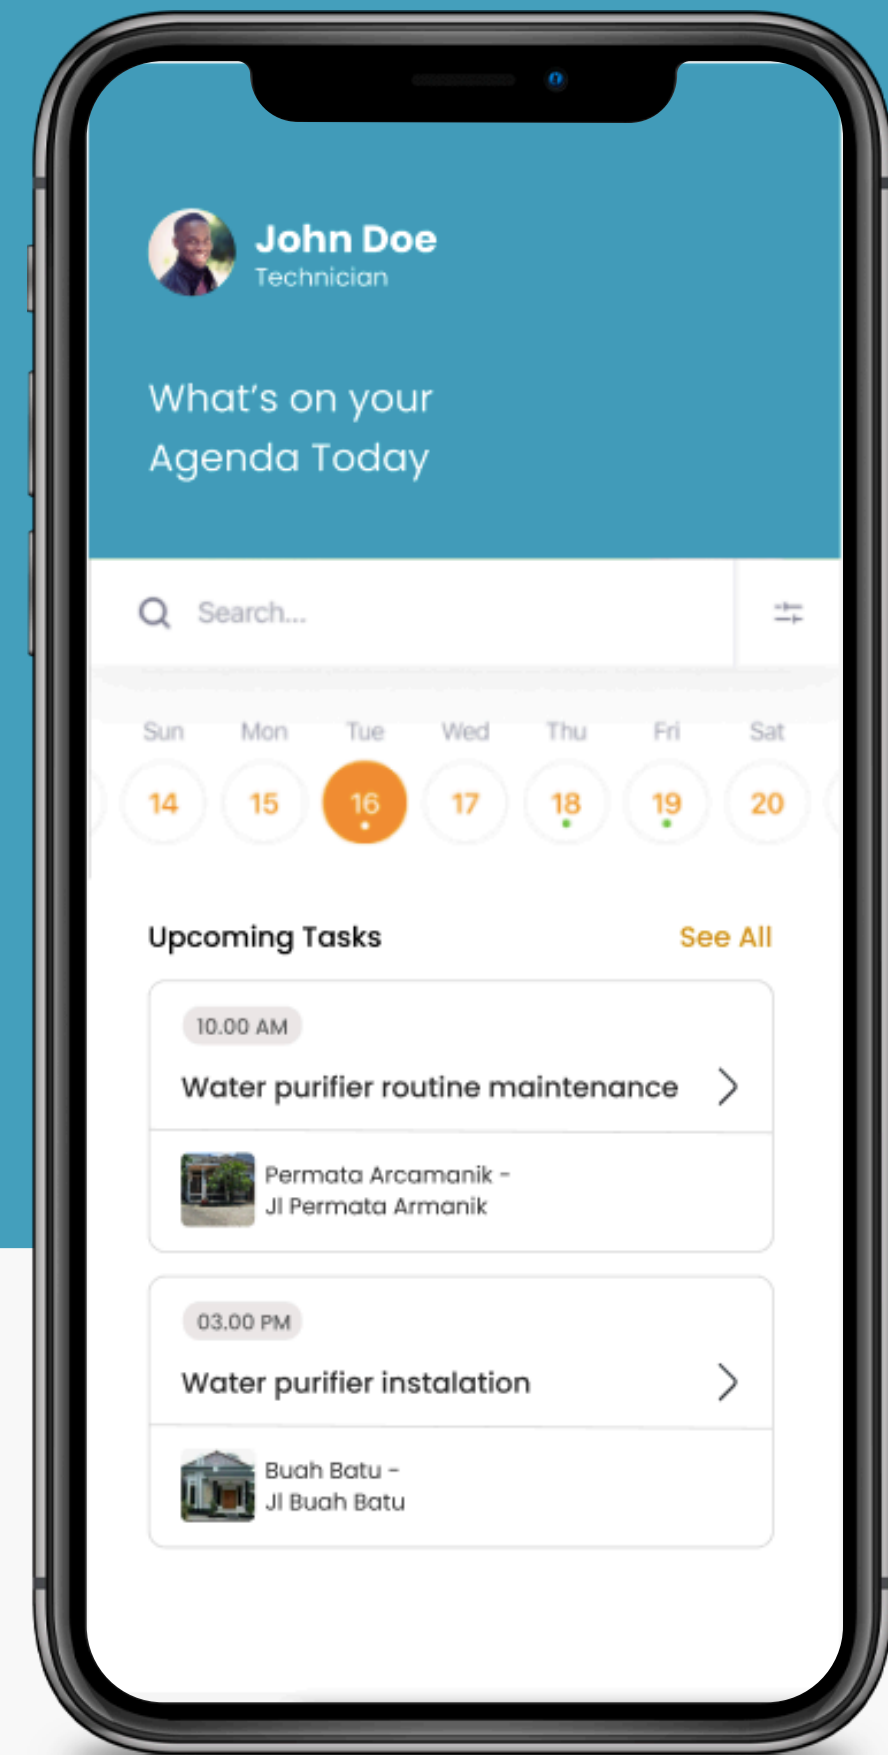 John Doe
Technician
What's on your
Agenda Today
Search...
Sun Mon Tue Wed Thu Fri Sat
14 15 16 17 18 19 20
Upcoming Tasks See All
10.00 AM
Water purifier routine maintenance
Permata Arcamanik -
Jl Permata Armanik
03.00 PM
Water purifier instalation
Buah Batu -
Jl Buah Batu